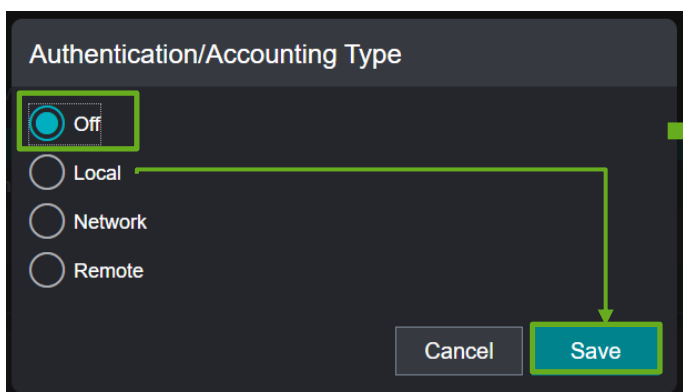 Authentication/Accounting Type
Off
Local
Network
Remote
Cancel Save